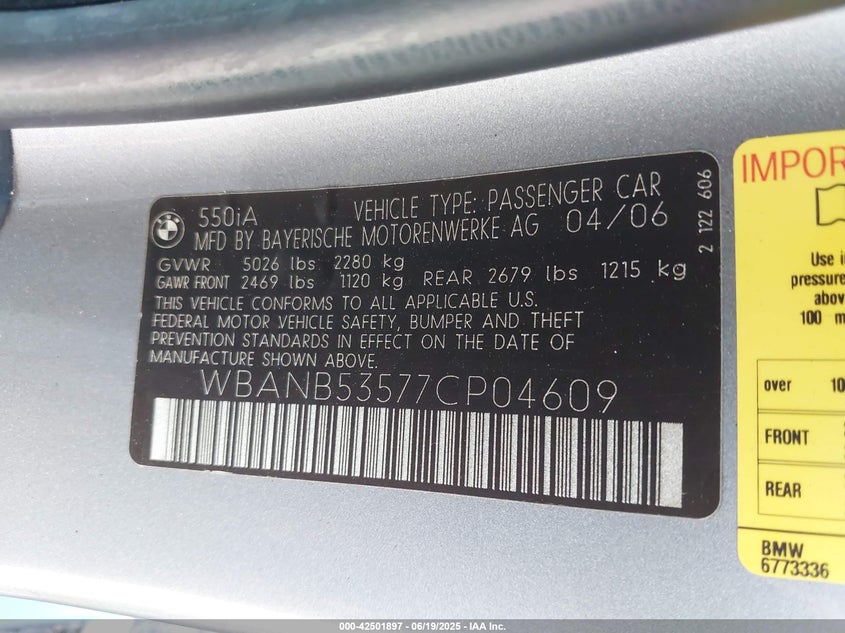 BMW
550iA VEHICLE TYPE: PASSENGER CAR
MFD BY BAYERISCHE MOTORENWERKE AG 04/06
GVWR 5026 lbs 2280 kg
GAWR FRONT 2469 lbs 1120 kg REAR 2679 lbs 1215 kg
THIS VEHICLE CONFORMS TO ALL APPLICABLE U.S.
FEDERAL MOTOR VEHICLE SAFETY, BUMPER AND THEFT
PREVENTION STANDARDS IN EFFECT ON THE DATE OF
MANUFACTURE SHOWN ABOVE.
WBANB53577CP04609
2 122 606
IMPOR
Use i
pressure
abov
100 m
over 10
FRONT
REAR
BMW
6773336
000-42501897 - 06/19/2025 - IAA Inc.